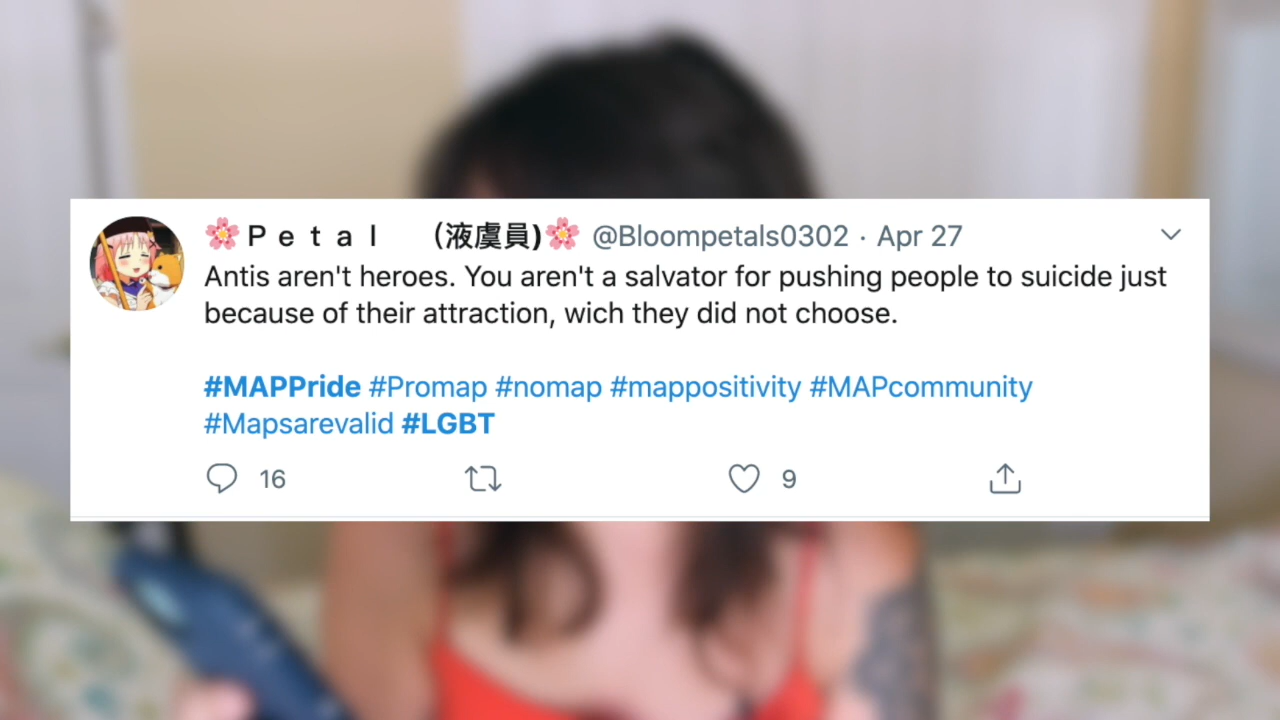 🌸Ｐｅｔａｌ　(液虞員)🌸 @Bloompetals0302 · Apr 27
Antis aren't heroes. You aren't a salvator for pushing people to suicide just
because of their attraction, wich they did not choose.
#MAPPride #Promap #nomap #mappositivity #MAPcommunity
#Mapsarevalid #LGBT
16 9